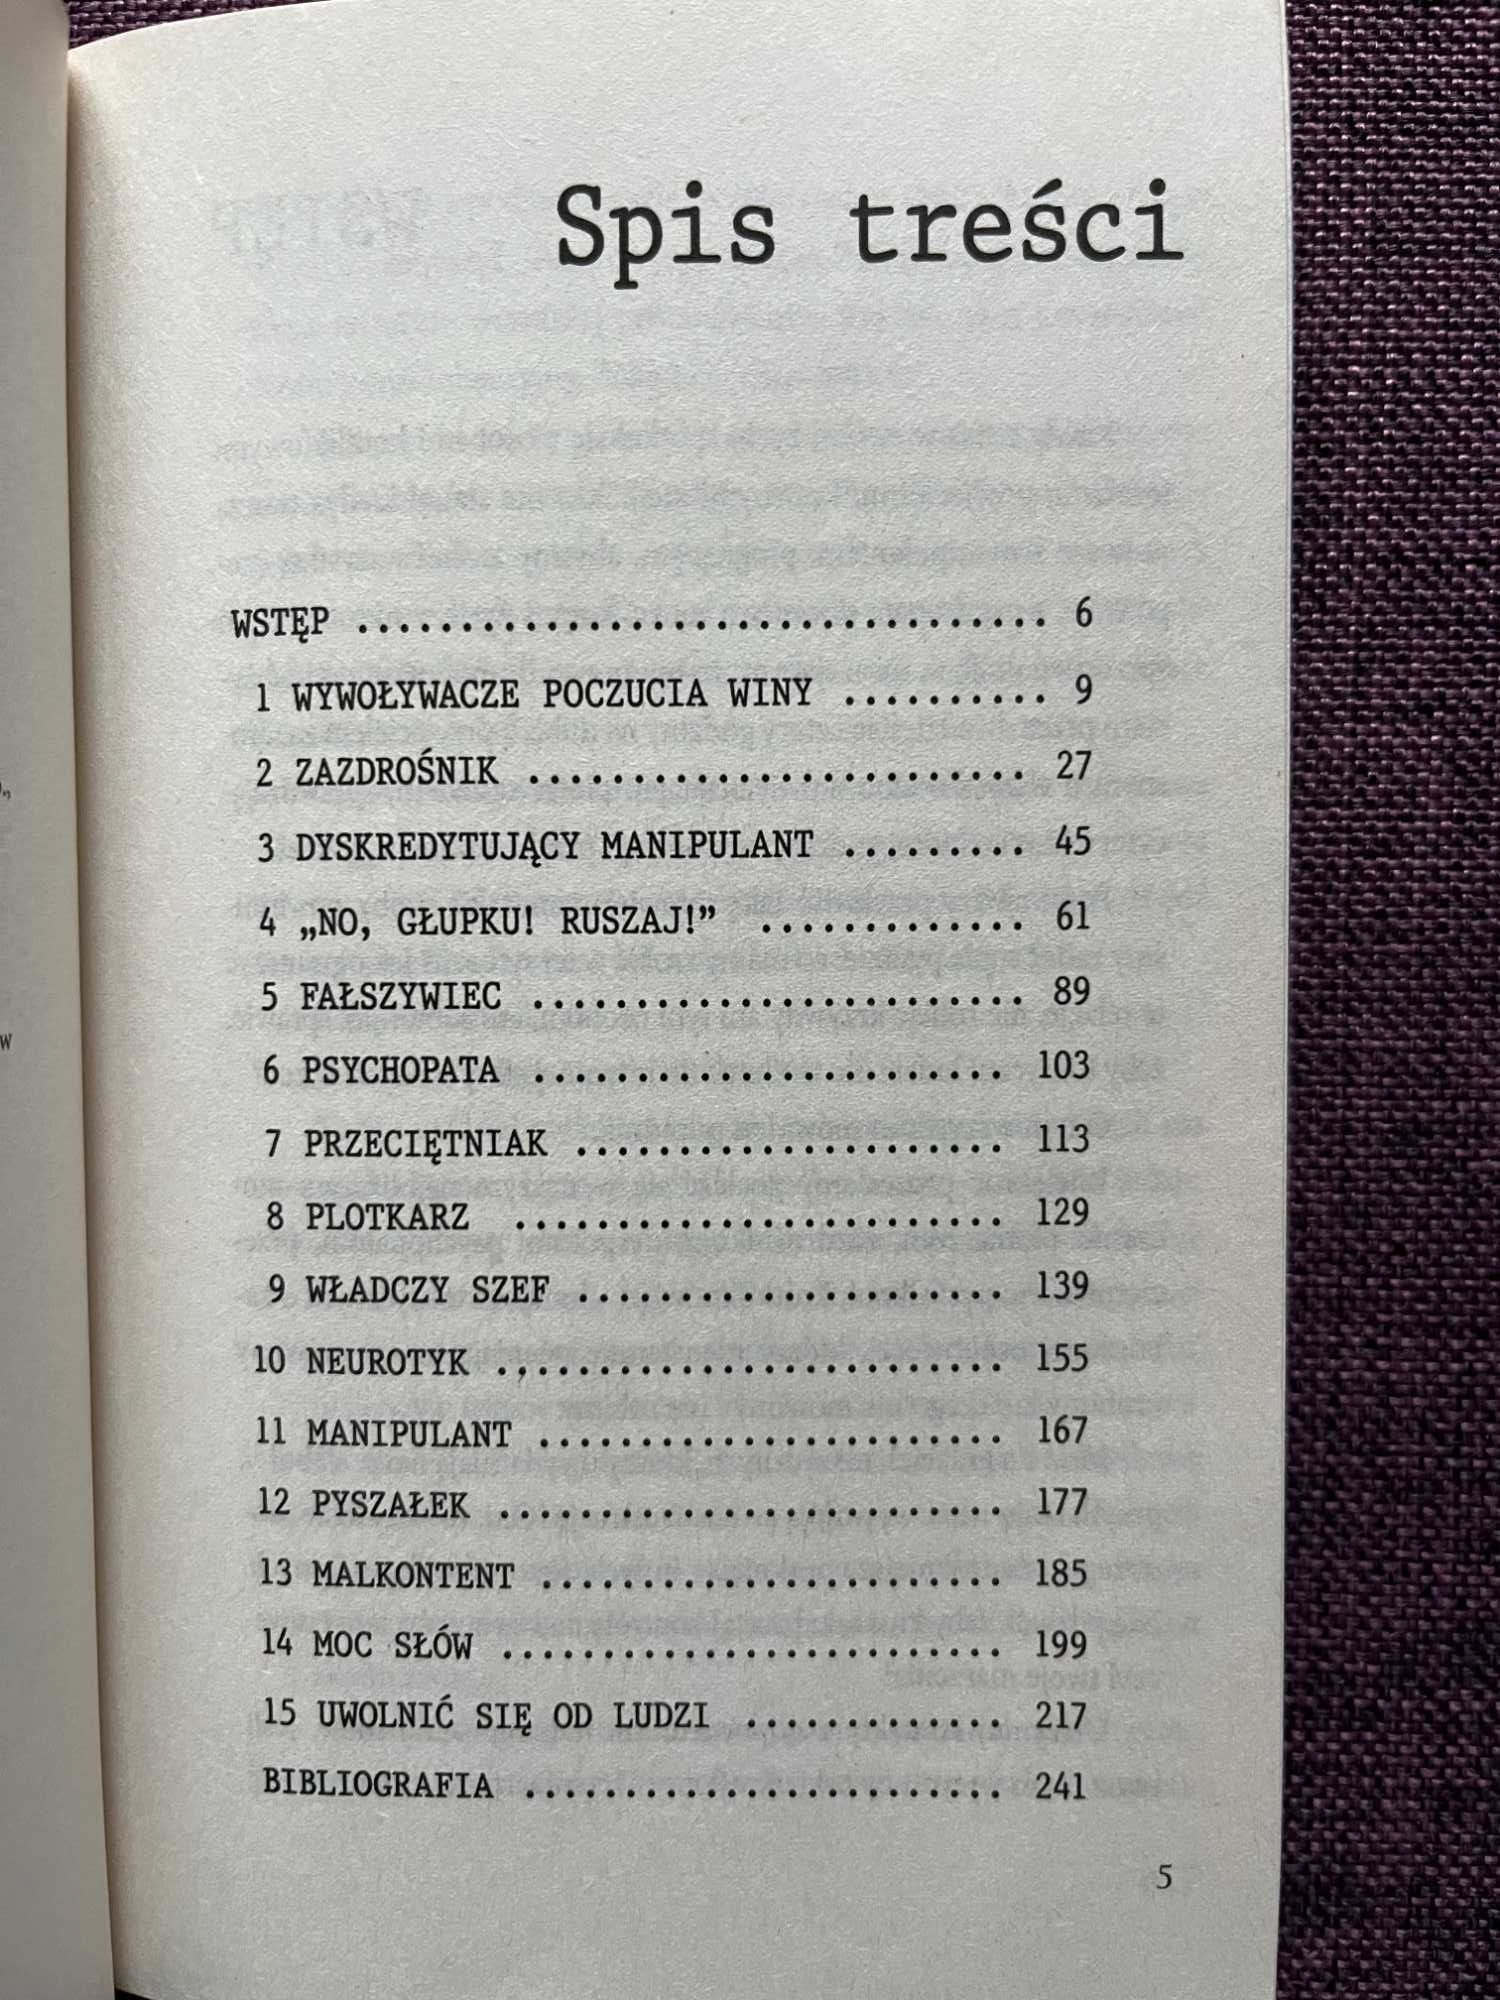 Spis treści
WSTĘP .................................. 6
1 WYWOŁYWACZE POCZUCIA WINY .......... 9
2 ZAZDROŚNIK ........................ 27
3 DYSKREDYTUJĄCY MANIPULANT ......... 45
4 „NO, GŁUPKU! RUSZAJ!” ............. 61
5 FAŁSZYWIEC ........................ 89
6 PSYCHOPATA ....................... 103
7 PRZECIĘTNIAK ..................... 113
8 PLOTKARZ ........................ 129
9 WŁADCZY SZEF ..................... 139
10 NEUROTYK ......................... 155
11 MANIPULANT ....................... 167
12 PYSZAŁEK ......................... 177
13 MALKONTENT ....................... 185
14 MOC SŁÓW ......................... 199
15 UWOLNIĆ SIĘ OD LUDZI ............. 217
BIBLIOGRAFIA ........................ 241
5
w